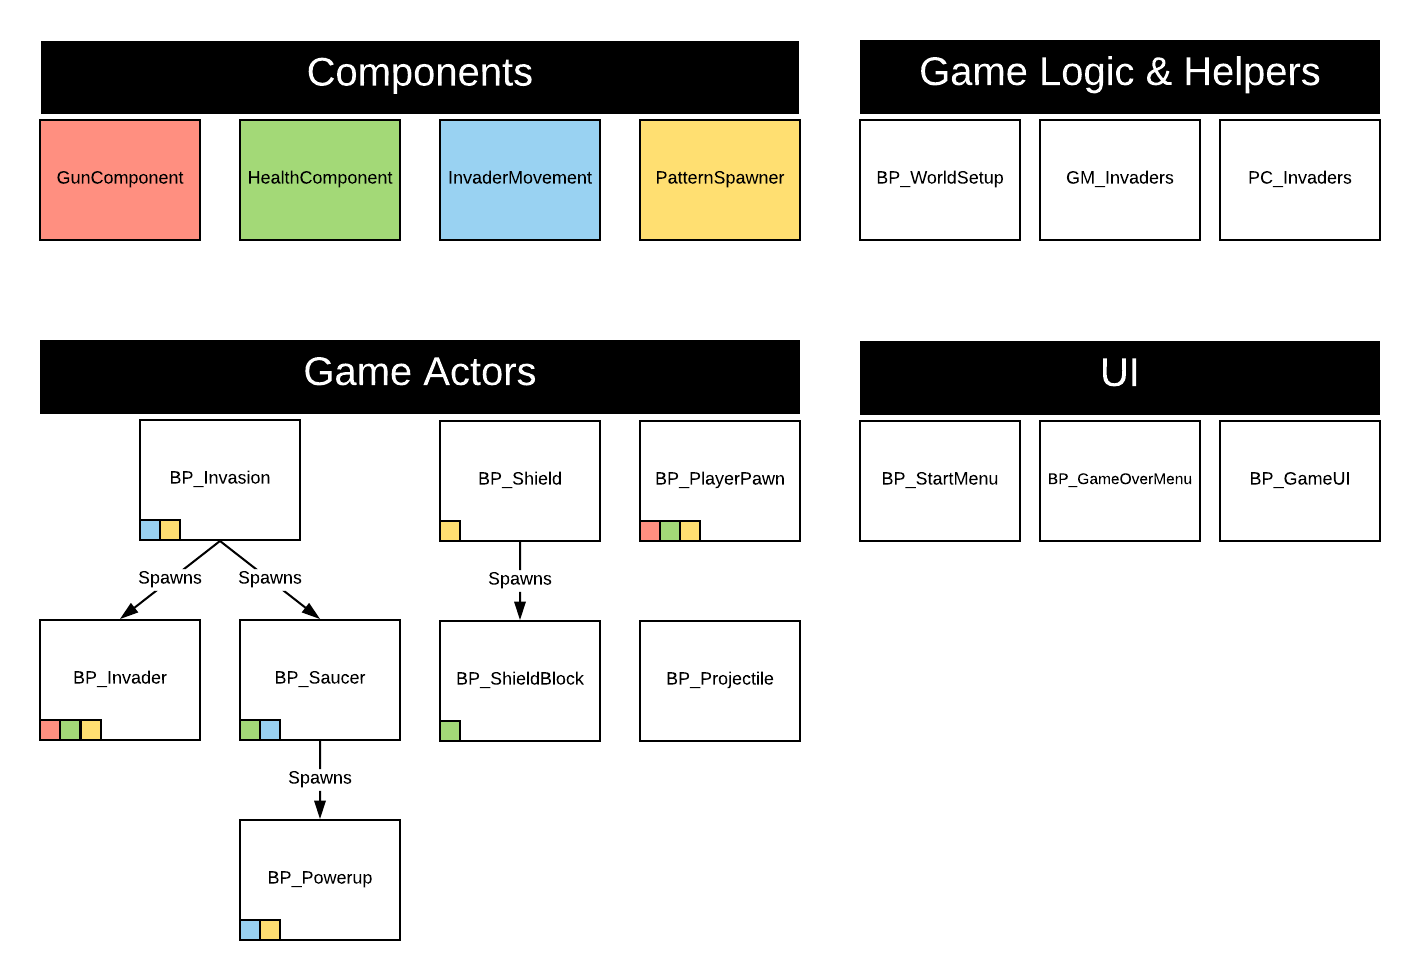 Components
GunComponent
HealthComponent
InvaderMovement
PatternSpawner
Game Logic & Helpers
BP_WorldSetup
GM_Invaders
PC_Invaders
Game Actors
BP_Invasion
BP_Shield
BP_PlayerPawn
Spawns
Spawns
Spawns
BP_Invader
BP_Saucer
BP_ShieldBlock
BP_Projectile
Spawns
BP_Powerup
UI
BP_StartMenu
BP_GameOverMenu
BP_GameUI